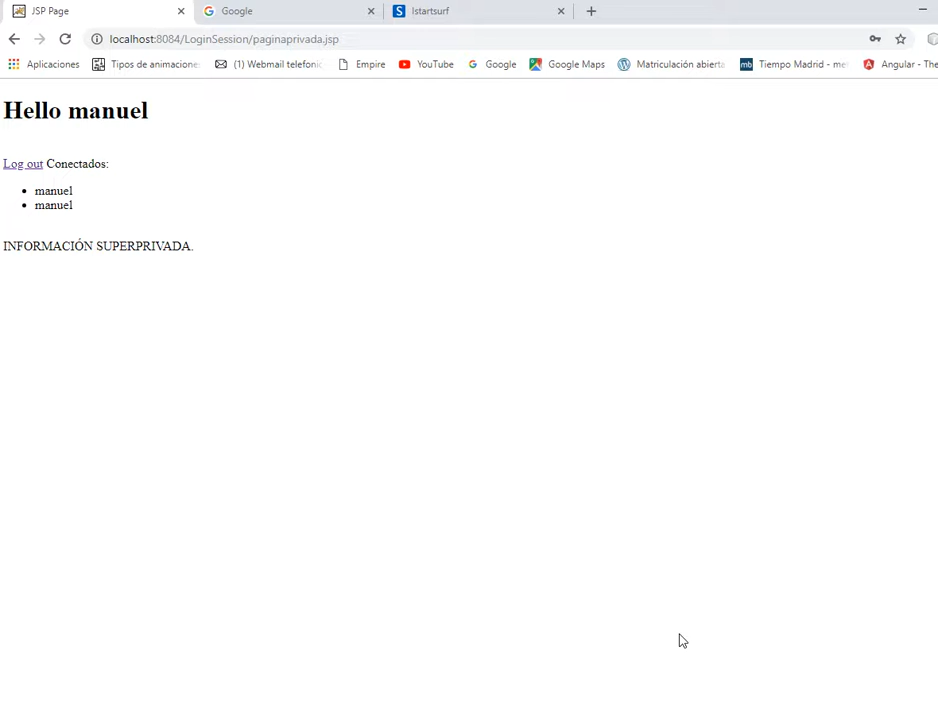 JSP Page
Google
Istartsurf
localhost:8084/LoginSession/paginaprivada.jsp
Aplicaciones
Tipos de animacione
(1) Webmail telefonic
Empire
YouTube
Google
Google Maps
Matriculación abierta
mb Tiempo Madrid - me
Angular - The
Hello manuel
Log out Conectados:
manuel
manuel
INFORMACIÓN SUPERPRIVADA.